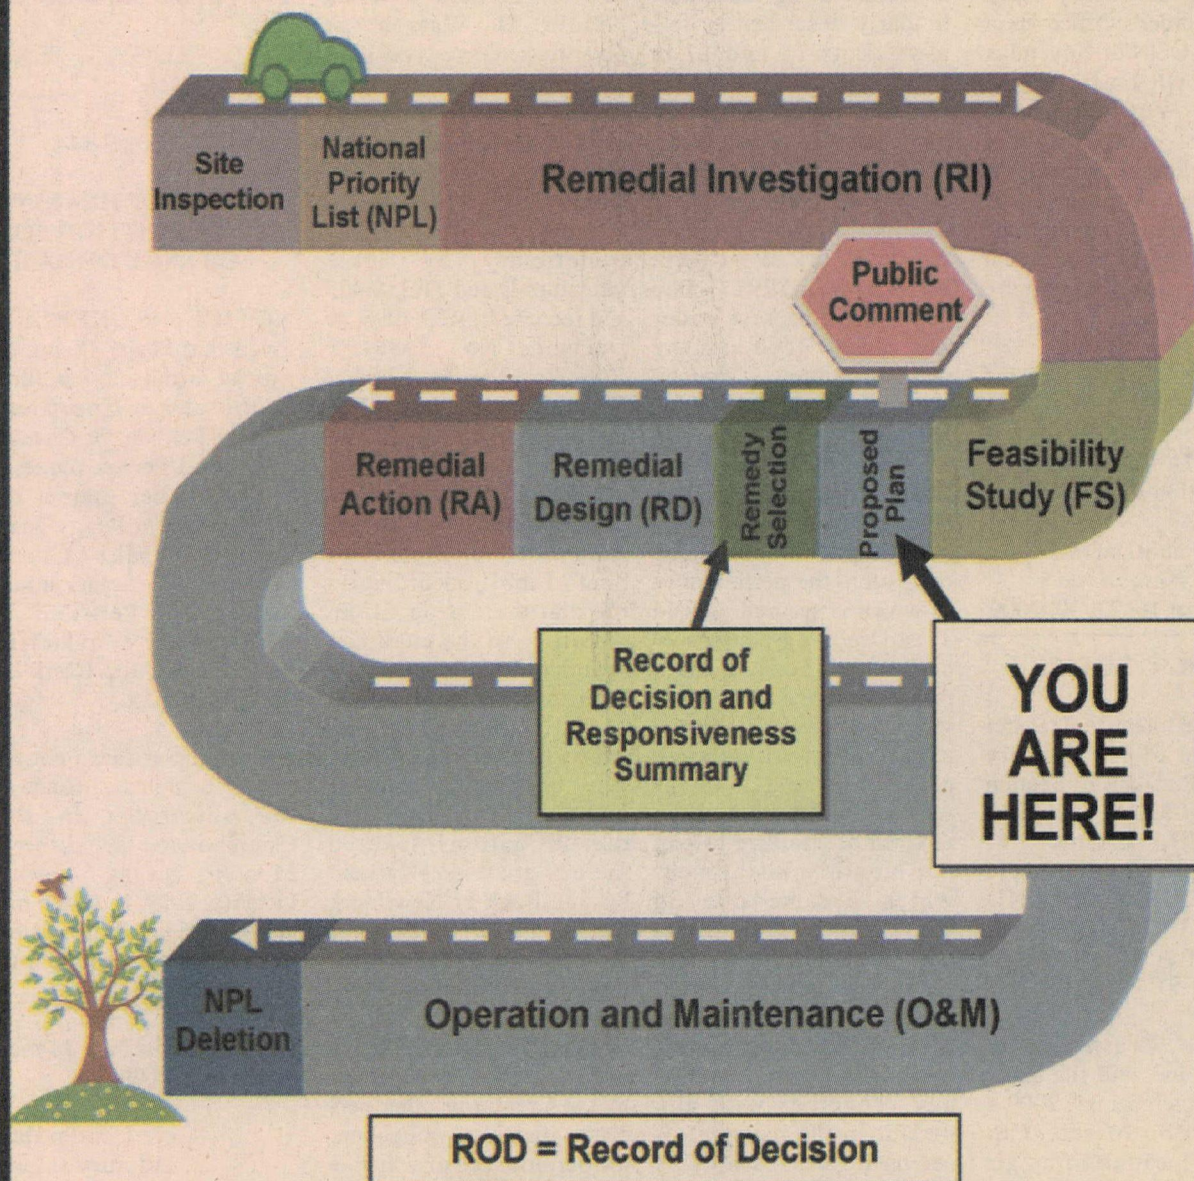 Site
Inspection
National
Priority
List (NPL)
Remedial Investigation (RI)
Public
Comment
Remedial
Action (RA)
Remedial
Design (RD)
Remedy
Selection
Proposed
Plan
Feasibility
Study (FS)
Record of
Decision and
Responsiveness
Summary
YOU
ARE
HERE!
NPL
Deletion
Operation and Maintenance (O&M)
ROD = Record of Decision